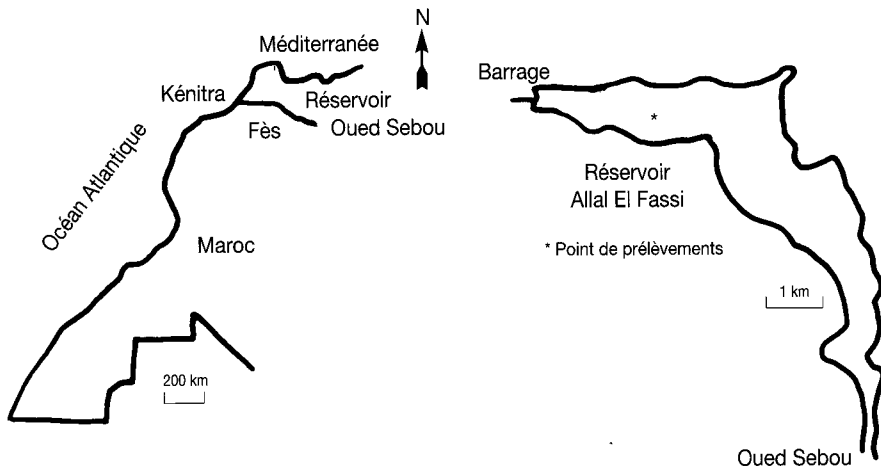 N
Méditerranée
Kénitra
Réservoir
Fès
Oued Sebou
Océan Atlantique
Maroc
200 km
Barrage
*
Réservoir
Allal El Fassi
* Point de prélèvements
1 km
Oued Sebou